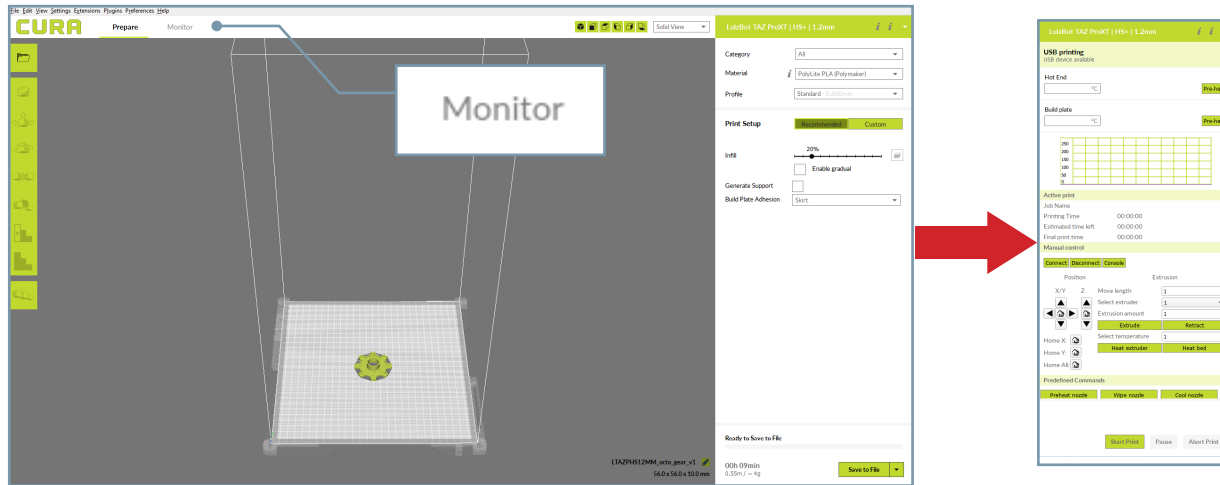 File Edit View Settings Extensions Plugins Preferences Help
CURA Prepare Monitor Solid View
Monitor
LulzBot TAZ ProXT | HS+ | 1.2mm i i
Category All
Material i PolyLite PLA (Polymaker)
Profile Standard - 0.600mm
Print Setup Recommended Custom
20%
Infill
Enable gradual
Generate Support
Build Plate Adhesion Skirt
Ready to Save to File
LTAZPHS12MM_octo_gear_v1
56.0 x 56.0 x 10.0 mm
00h 09min
0.55m / ~ 4g
Save to File
LulzBot TAZ ProXT | HS+ | 1.2mm i i
USB printing
USB device available
Hot End
°C Pre-hea
Build plate
°C Pre-hea
250
200
150
100
50
0
Active print
Job Name
Printing Time 00:00:00
Estimated time left 00:00:00
Final print time 00:00:00
Manual control
Connect Disconnect Console
Position Extrusion
X/Y Z Move length 1
Select extruder 1
Extrusion amount 1
Extrude Retract
Home X: Select temperature 1
Home Y: Heat extruder Heat bed
Home All:
Predefined Commands
Preheat nozzle Wipe nozzle Cool nozzle
Start Print Pause Abort Print